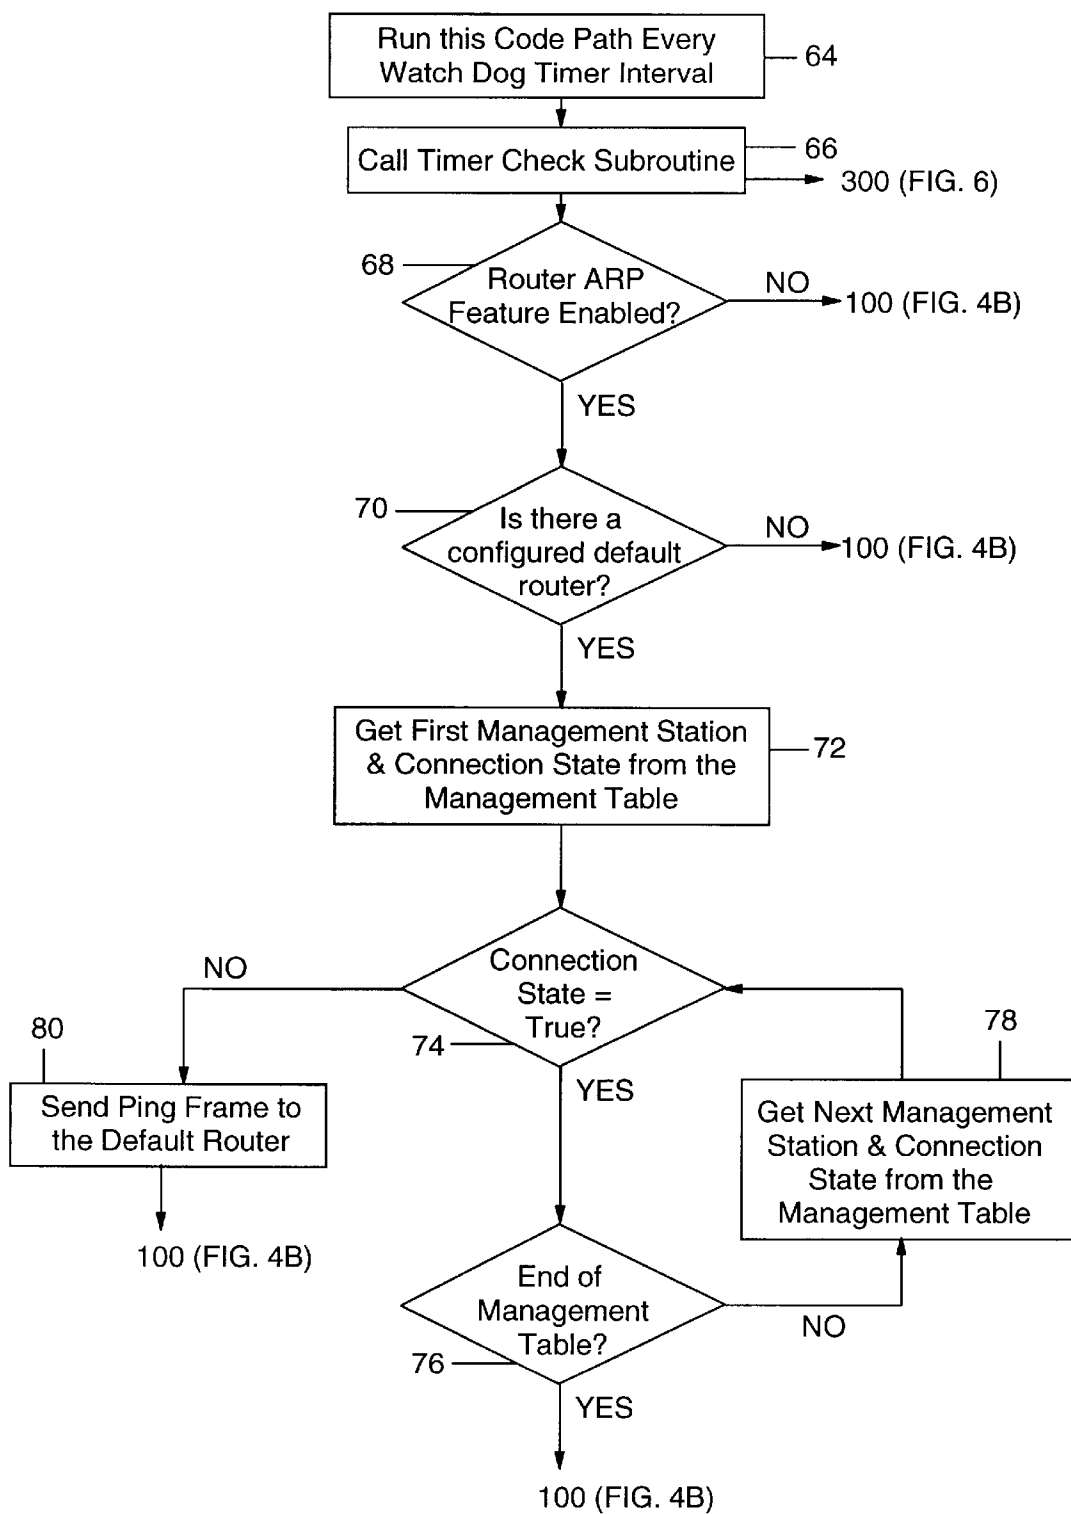 Run this Code Path Every
Watch Dog Timer Interval
64
Call Timer Check Subroutine
66
300 (FIG. 6)
68
Router ARP
Feature Enabled?
NO
100 (FIG. 4B)
YES
70
Is there a
configured default
router?
NO
100 (FIG. 4B)
YES
Get First Management Station
& Connection State from the
Management Table
72
Connection
State =
True?
NO
74
YES
80
Send Ping Frame to
the Default Router
100 (FIG. 4B)
78
Get Next Management
Station & Connection
State from the
Management Table
End of
Management
Table?
76
NO
YES
100 (FIG. 4B)